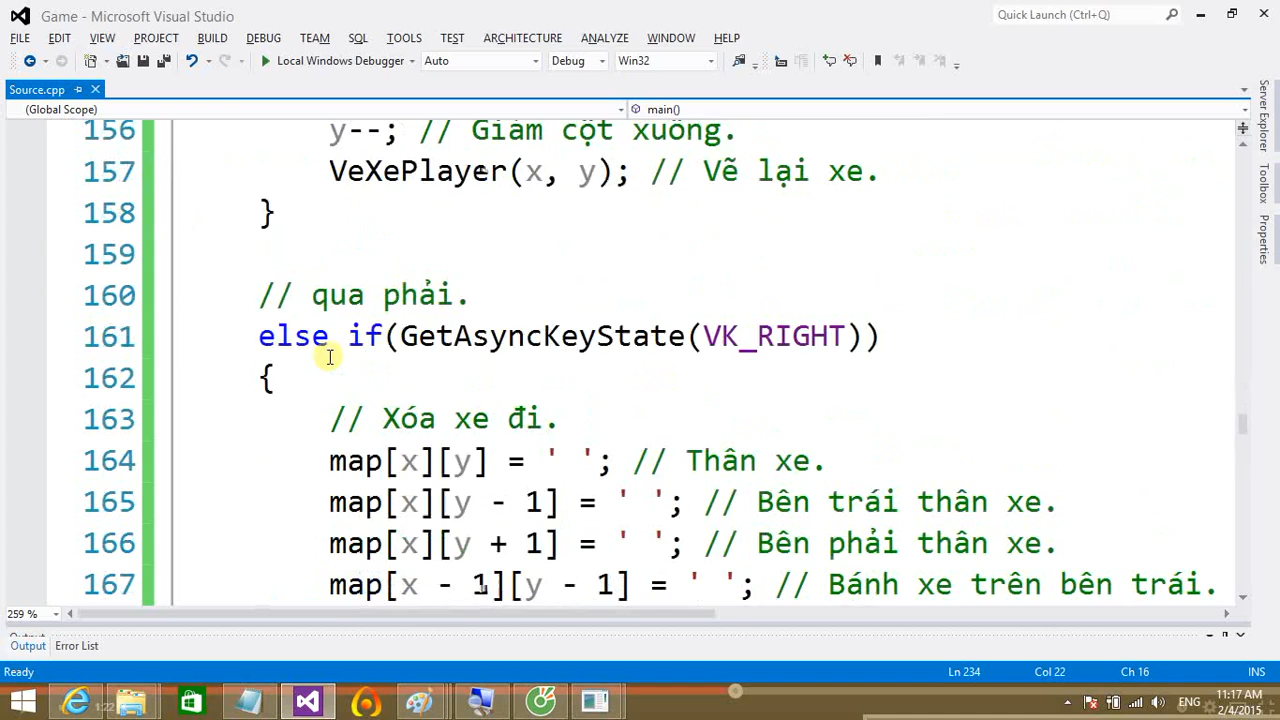 Game - Microsoft Visual Studio
Quick Launch (Ctrl+Q)
FILE EDIT VIEW PROJECT BUILD DEBUG TEAM SQL TOOLS TEST ARCHITECTURE ANALYZE WINDOW HELP
Local Windows Debugger Auto Debug Win32
Source.cpp
(Global Scope) main()
156 y--; // Giảm cột xuống.
157 VeXePlayer(x, y); // Vẽ lại xe.
158 }
159
160 // qua phải.
161 else if(GetAsyncKeyState(VK_RIGHT))
162 {
163 // Xóa xe đi.
164 map[x][y] = ' '; // Thân xe.
165 map[x][y - 1] = ' '; // Bên trái thân xe.
166 map[x][y + 1] = ' '; // Bên phải thân xe.
167 map[x - 1][y - 1] = ' '; // Bánh xe trên bên trái.
Server Explorer
Toolbox
Properties
259 %
Output
Output Error List
Ready Ln 234 Col 22 Ch 16 INS
ENG
11:17 AM
2/4/2015